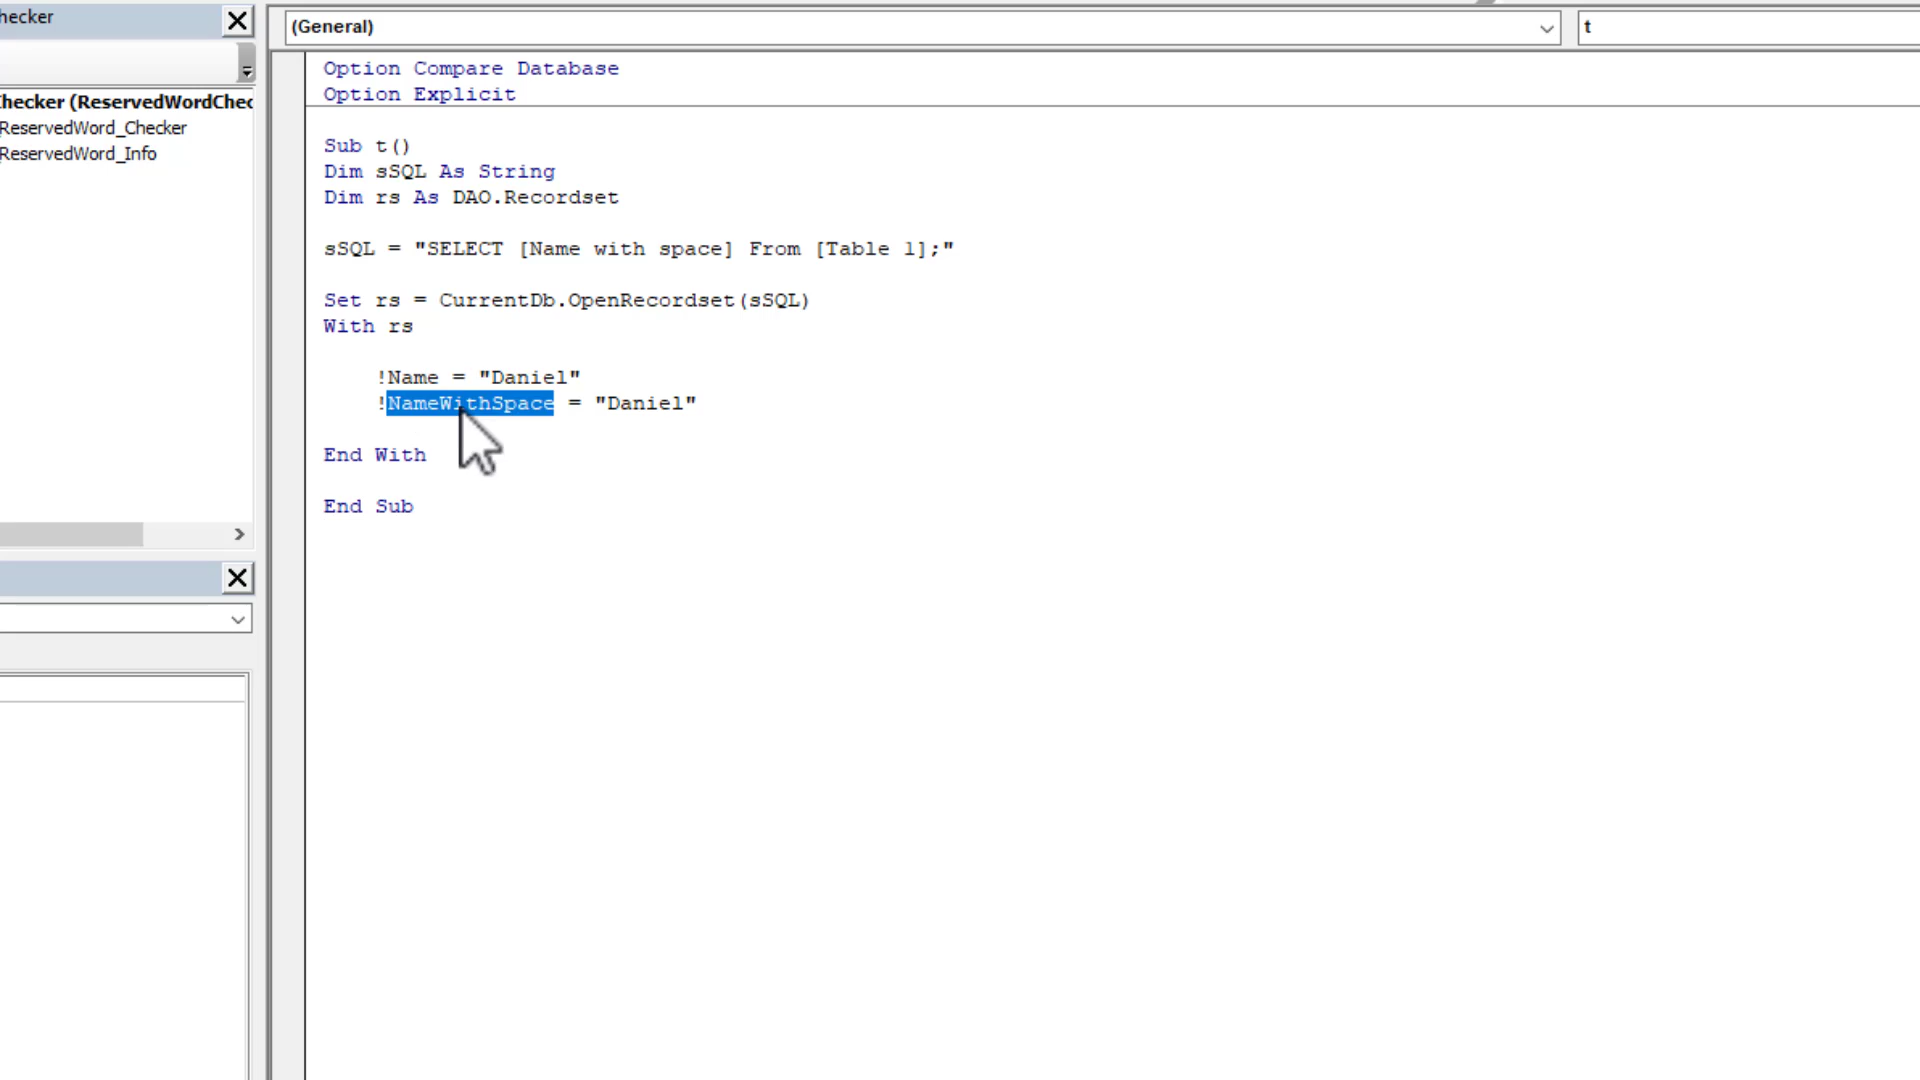 hecker
(General)
t
hecker (ReservedWordChec
ReservedWord_Checker
ReservedWord_Info
Option Compare Database
Option Explicit
Sub t()
Dim sSQL As String
Dim rs As DAO.Recordset
sSQL = "SELECT [Name with space] From [Table 1];"
Set rs = CurrentDb.OpenRecordset(sSQL)
With rs
!Name = "Daniel"
!NameWithSpace = "Daniel"
End With
End Sub